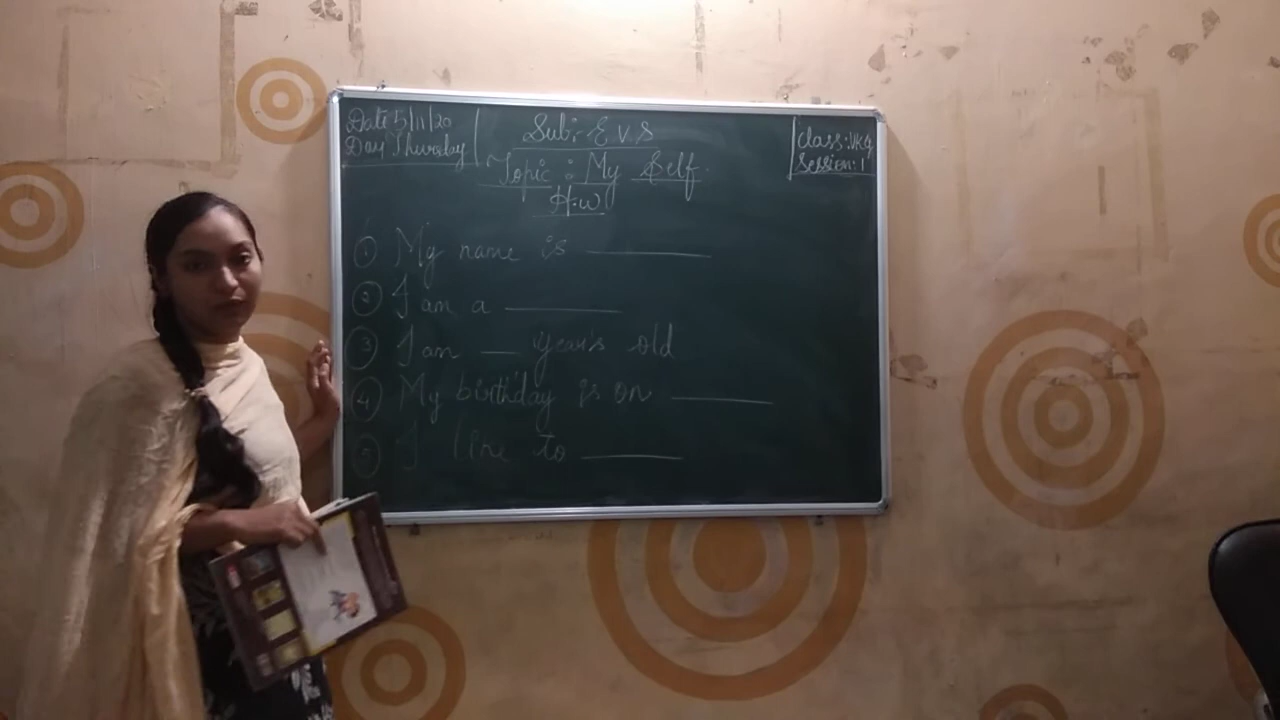 Date 5/11/20
Day Thursday
Sub:- E.V.S
Topic : My Self
H.w
Class: UKG
Session: 1
① My name is ______
② I am a ______
③ I am __ years old
④ My birthday is on ______
⑤ I like to ______